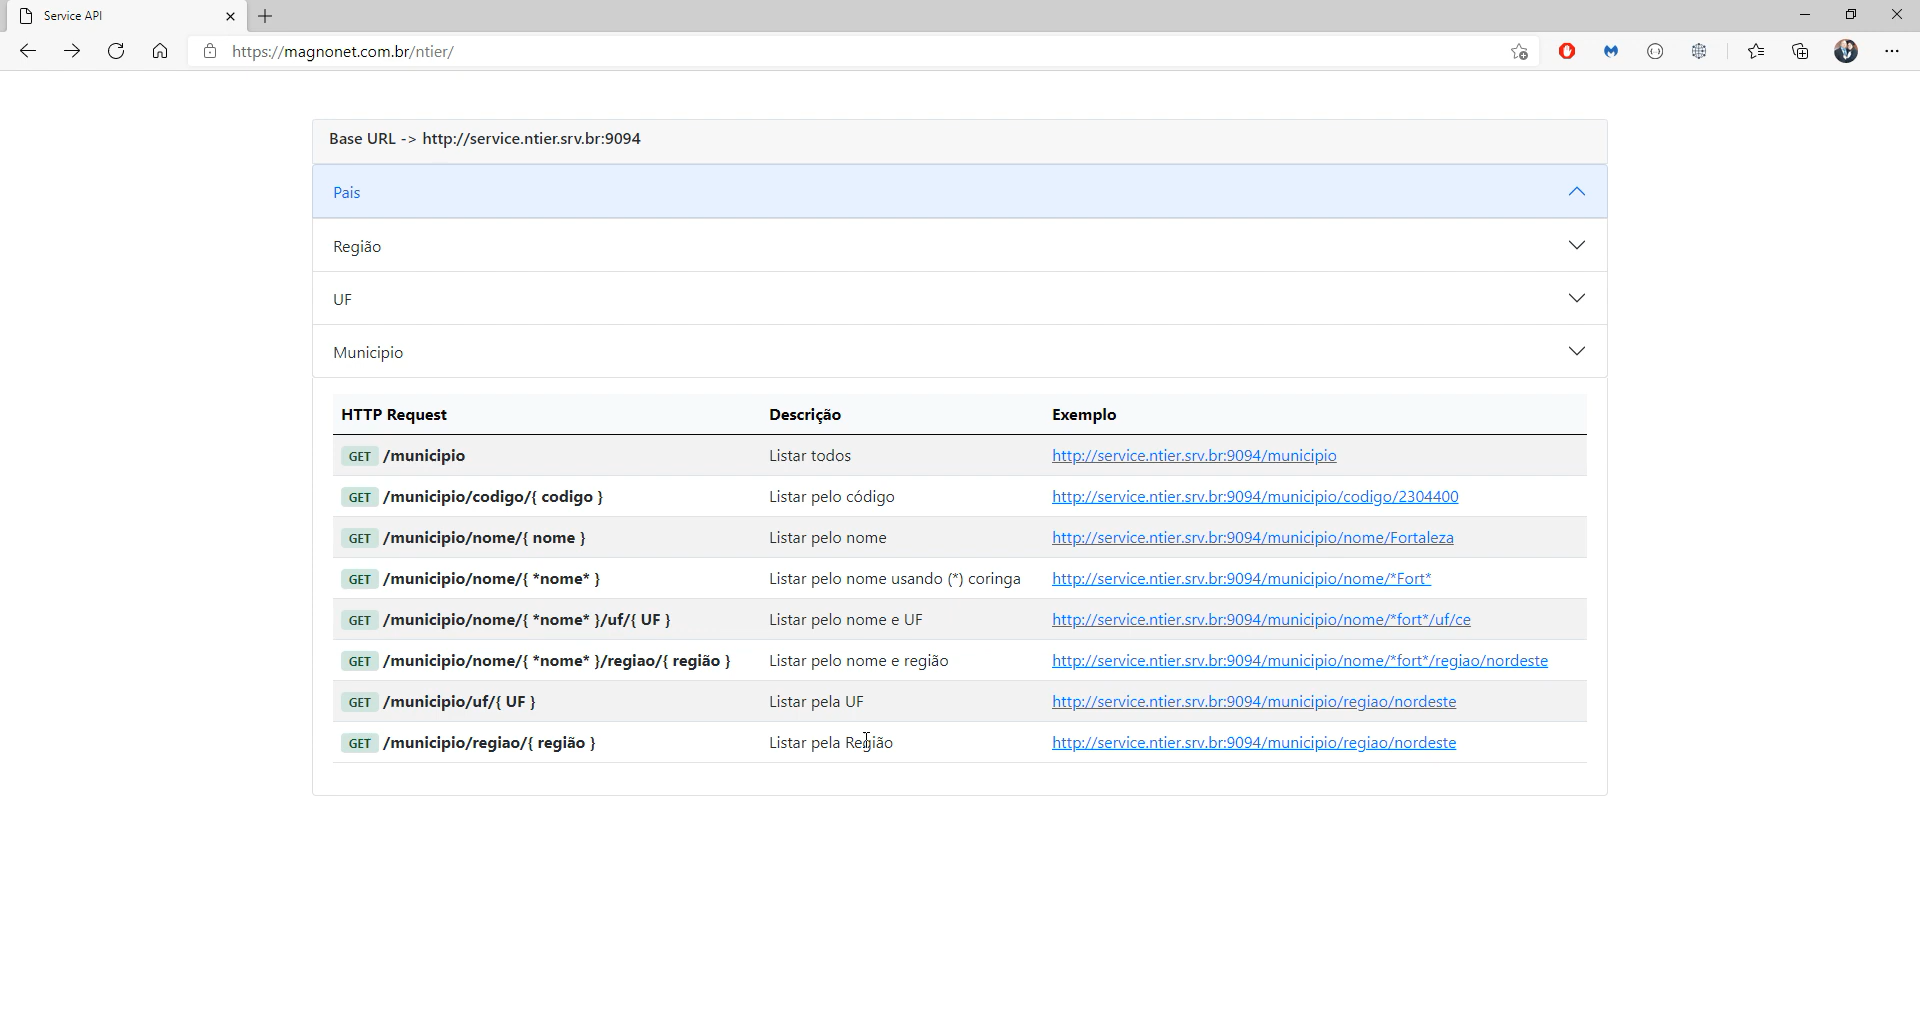 Service API
https://magnonet.com.br/ntier/
Base URL -> http://service.ntier.srv.br:9094
Pais
Região
UF
Municipio
HTTP Request Descrição Exemplo
GET /municipio Listar todos http://service.ntier.srv.br:9094/municipio
GET /municipio/codigo/{ codigo } Listar pelo código http://service.ntier.srv.br:9094/municipio/codigo/2304400
GET /municipio/nome/{ nome } Listar pelo nome http://service.ntier.srv.br:9094/municipio/nome/Fortaleza
GET /municipio/nome/{ *nome* } Listar pelo nome usando (*) coringa http://service.ntier.srv.br:9094/municipio/nome/*Fort*
GET /municipio/nome/{ *nome* }/uf/{ UF } Listar pelo nome e UF http://service.ntier.srv.br:9094/municipio/nome/*fort*/uf/ce
GET /municipio/nome/{ *nome* }/regiao/{ região } Listar pelo nome e região http://service.ntier.srv.br:9094/municipio/nome/*fort*/regiao/nordeste
GET /municipio/uf/{ UF } Listar pela UF http://service.ntier.srv.br:9094/municipio/regiao/nordeste
GET /municipio/regiao/{ região } Listar pela Região http://service.ntier.srv.br:9094/municipio/regiao/nordeste